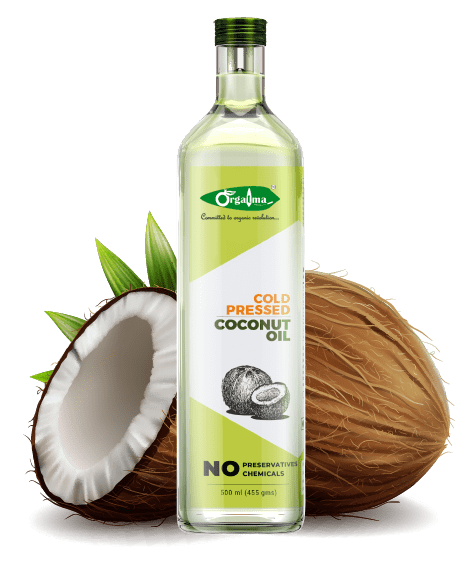 OrgaOma
Committed to organic revolution...
COLD
PRESSED
COCONUT
OIL
NO PRESERVATIVES
CHEMICALS
500 ml (455 gms)